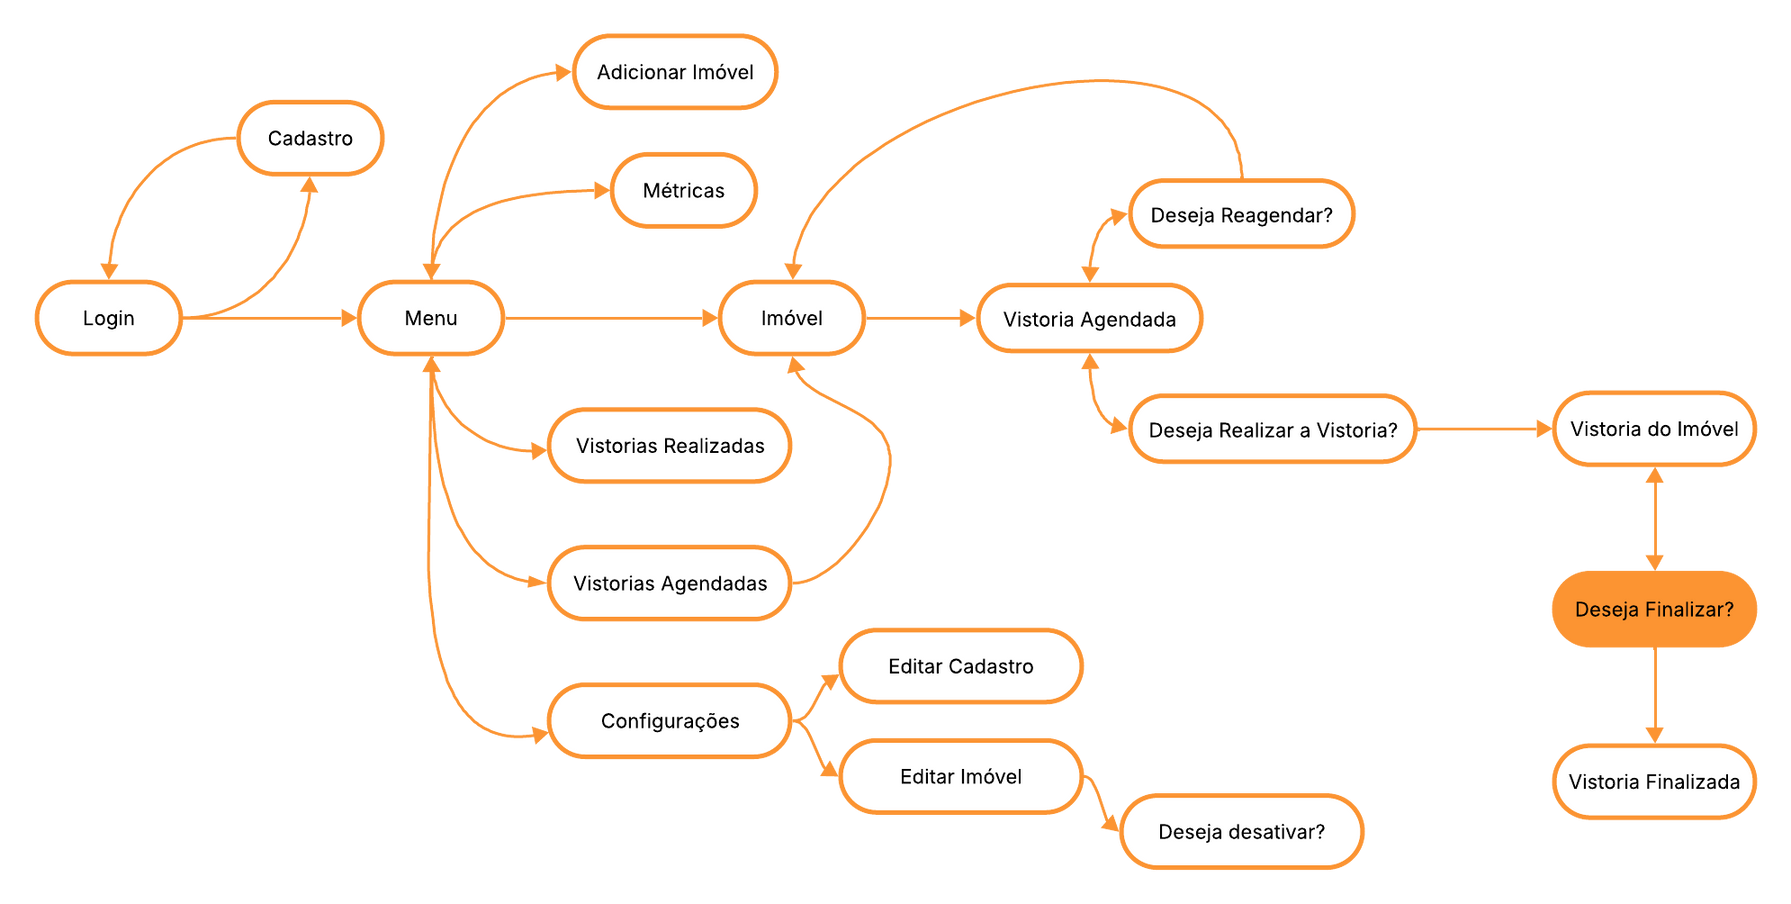 Adicionar Imóvel
Cadastro
Métricas
Deseja Reagendar?
Login
Menu
Imóvel
Vistoria Agendada
Vistorias Realizadas
Deseja Realizar a Vistoria?
Vistoria do Imóvel
Vistorias Agendadas
Deseja Finalizar?
Editar Cadastro
Configurações
Editar Imóvel
Vistoria Finalizada
Deseja desativar?